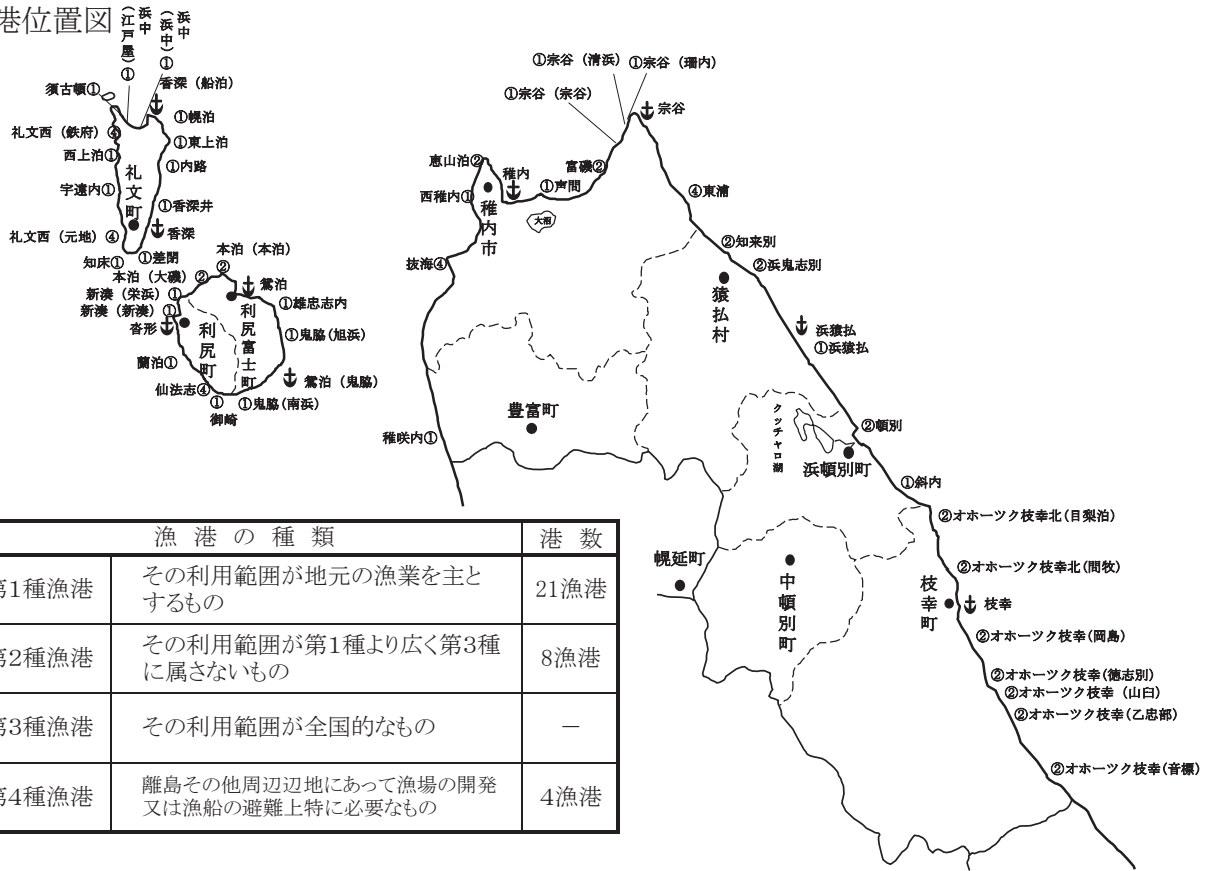 港位置図
浜中
(江戸屋)①
浜中
(浜中)①
香深(船泊)
須古頓①
①幌泊
礼文西(鉄府)④
①東上泊
西上泊①
①内路
礼文町
宇遠内①
①香深井
礼文西(元地)④
香深
知床①
①差閉
本泊(本泊)
②
本泊(大磯)②
鴛泊
新湊(栄浜)①
①雄忠志内
新湊(新湊)①
沓形
利尻町
利尻富士町
①鬼脇(旭浜)
蘭泊①
鴛泊(鬼脇)
仙法志④
①
御崎
①鬼脇(南浜)
①宗谷(清浜)
①宗谷(珊内)
①宗谷(宗谷)
宗谷
恵山泊②
稚内
富磯②
①声問
西稚内①
稚内市
大沼
④東浦
抜海④
②知来別
②浜鬼志別
猿払村
浜猿払
①浜猿払
豊富町
稚咲内①
クッチャロ湖
②頓別
浜頓別町
①斜内
②オホーツク枝幸北(目梨泊)
幌延町
中頓別町
②オホーツク枝幸北(問牧)
枝幸町
枝幸
②オホーツク枝幸(岡島)
②オホーツク枝幸(徳志別)
②オホーツク枝幸(山臼)
②オホーツク枝幸(乙忠部)
②オホーツク枝幸(音標)
漁港の種類
港数
第1種漁港
その利用範囲が地元の漁業を主と
するもの
21漁港
第2種漁港
その利用範囲が第1種より広く第3種
に属さないもの
8漁港
第3種漁港
その利用範囲が全国的なもの
－
第4種漁港
離島その他周辺辺地にあって漁場の開発
又は漁船の避難上特に必要なもの
4漁港